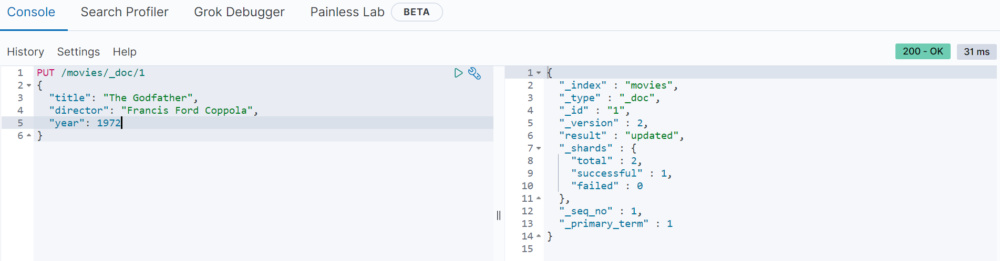 Console Search Profiler Grok Debugger Painless Lab BETA
History Settings Help 200 - OK 31 ms
1 PUT /movies/_doc/1
2 {
3 "title": "The Godfather",
4 "director": "Francis Ford Coppola",
5 "year": 1972
6 }
1 {
2 "_index" : "movies",
3 "_type" : "_doc",
4 "_id" : "1",
5 "_version" : 2,
6 "result" : "updated",
7 "_shards" : {
8 "total" : 2,
9 "successful" : 1,
10 "failed" : 0
11 },
12 "_seq_no" : 1,
13 "_primary_term" : 1
14 }
15